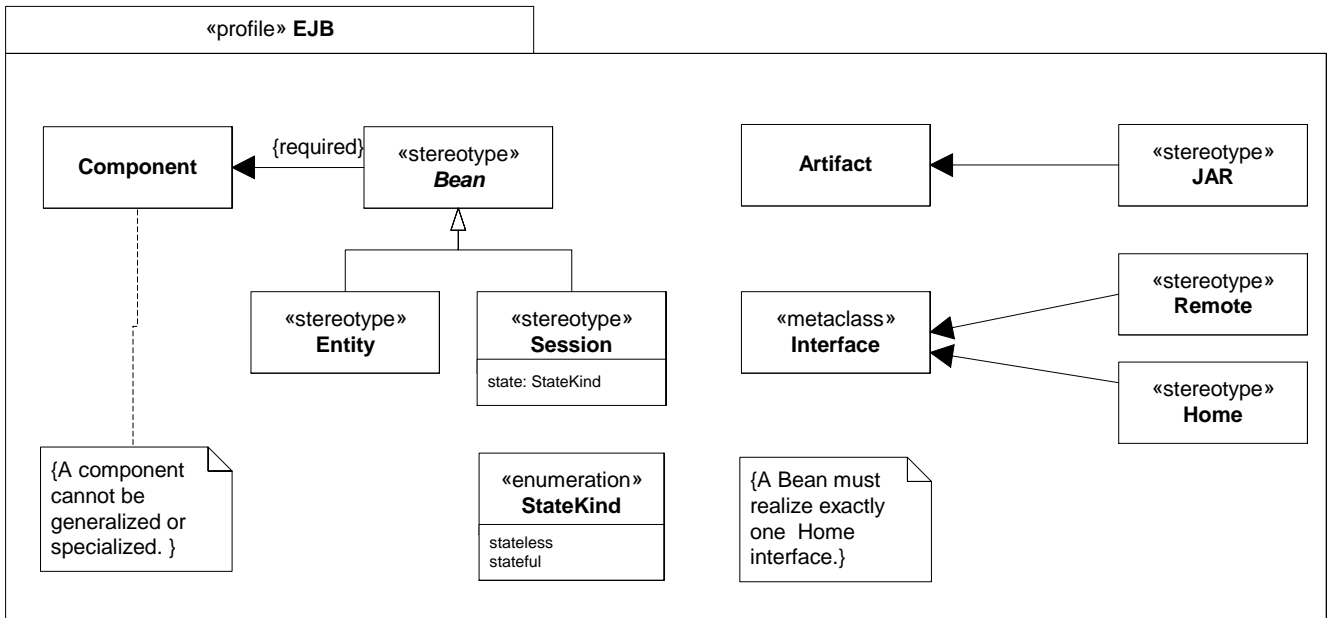 «profile» EJB
Component
{required}
«stereotype»
Bean
Artifact
«stereotype»
JAR
«stereotype»
Entity
«stereotype»
Session
state: StateKind
«metaclass»
Interface
«stereotype»
Remote
«stereotype»
Home
{A component
cannot be
generalized or
specialized. }
«enumeration»
StateKind
stateless
stateful
{A Bean must
realize exactly
one Home
interface.}